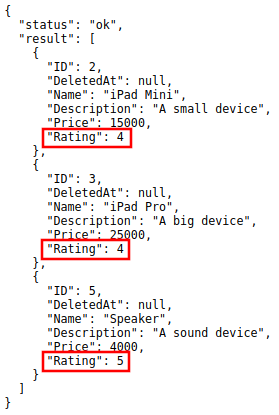 {
  "status": "ok",
  "result": [
    {
      "ID": 2,
      "DeletedAt": null,
      "Name": "iPad Mini",
      "Description": "A small device",
      "Price": 15000,
      "Rating": 4
    },
    {
      "ID": 3,
      "DeletedAt": null,
      "Name": "iPad Pro",
      "Description": "A big device",
      "Price": 25000,
      "Rating": 4
    },
    {
      "ID": 5,
      "DeletedAt": null,
      "Name": "Speaker",
      "Description": "A sound device",
      "Price": 4000,
      "Rating": 5
    }
  ]
}